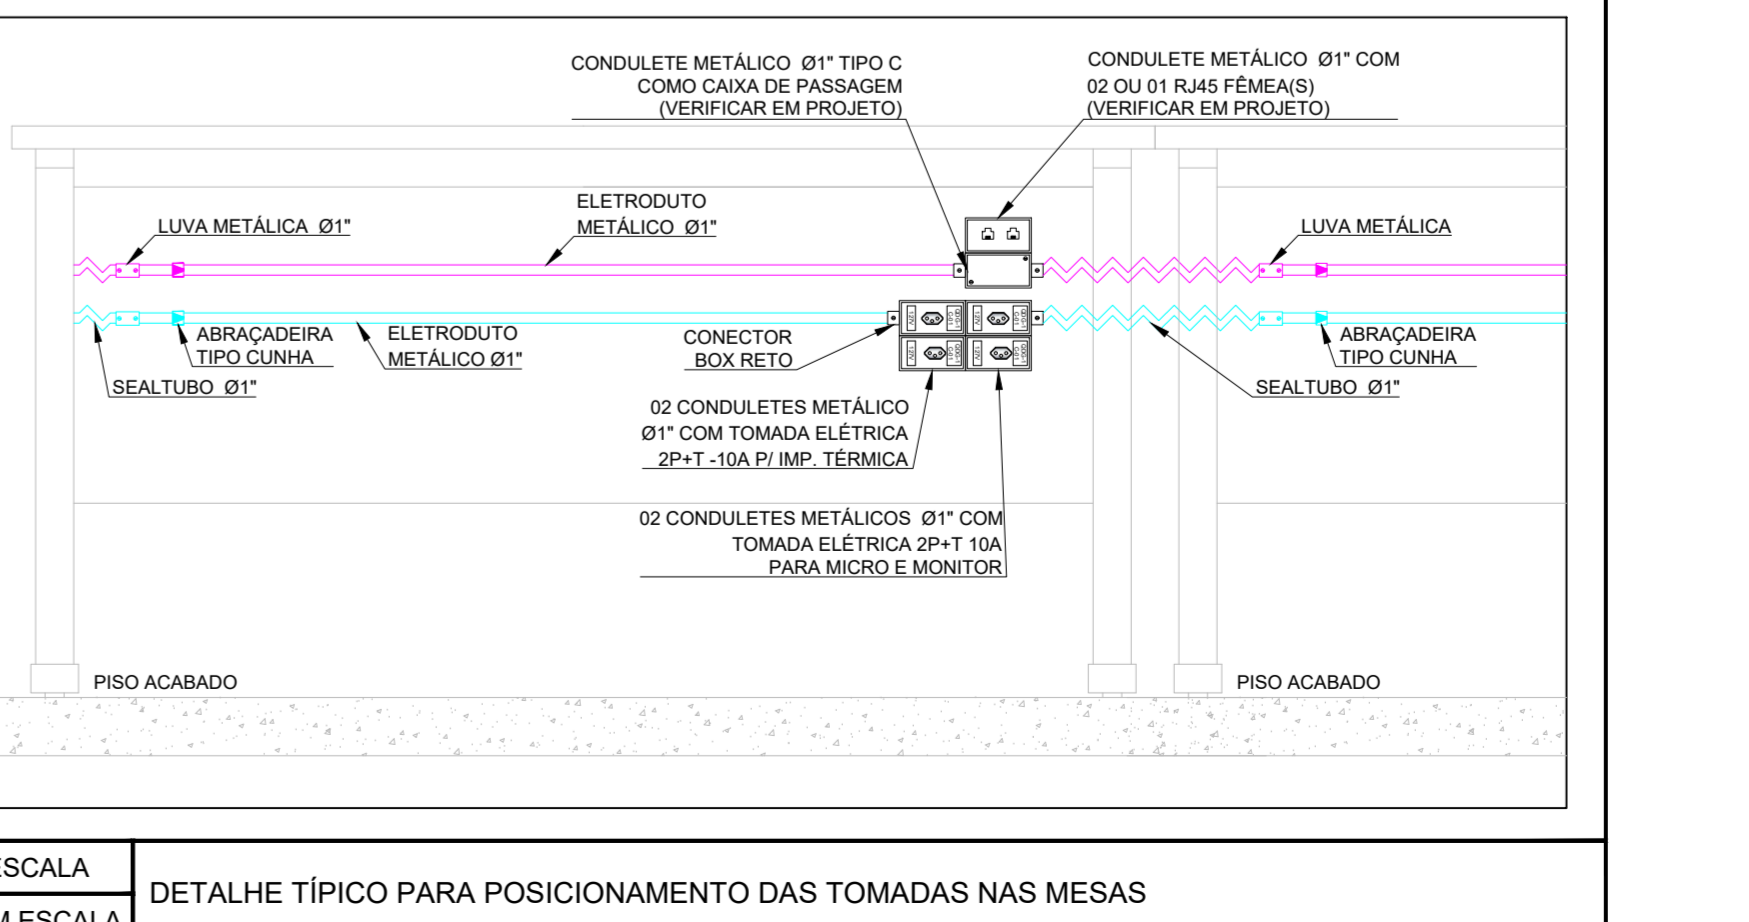 CONDULETE METÁLICO Ø1" TIPO C
COMO CAIXA DE PASSAGEM
(VERIFICAR EM PROJETO)
CONDULETE METÁLICO Ø1" COM
02 OU 01 RJ45 FÊMEA(S)
(VERIFICAR EM PROJETO)
LUVA METÁLICA Ø1"
ELETRODUTO
METÁLICO Ø1"
LUVA METÁLICA
ABRAÇADEIRA
TIPO CUNHA
ELETRODUTO
METÁLICO Ø1"
CONECTOR
BOX RETO
ABRAÇADEIRA
TIPO CUNHA
SEALTUBO Ø1"
SEALTUBO Ø1"
02 CONDULETES METÁLICO
Ø1" COM TOMADA ELÉTRICA
2P+T -10A P/ IMP. TÉRMICA
02 CONDULETES METÁLICOS Ø1" COM
TOMADA ELÉTRICA 2P+T 10A
PARA MICRO E MONITOR
PISO ACABADO
PISO ACABADO
ESCALA
M ESCALA
DETALHE TÍPICO PARA POSICIONAMENTO DAS TOMADAS NAS MESAS